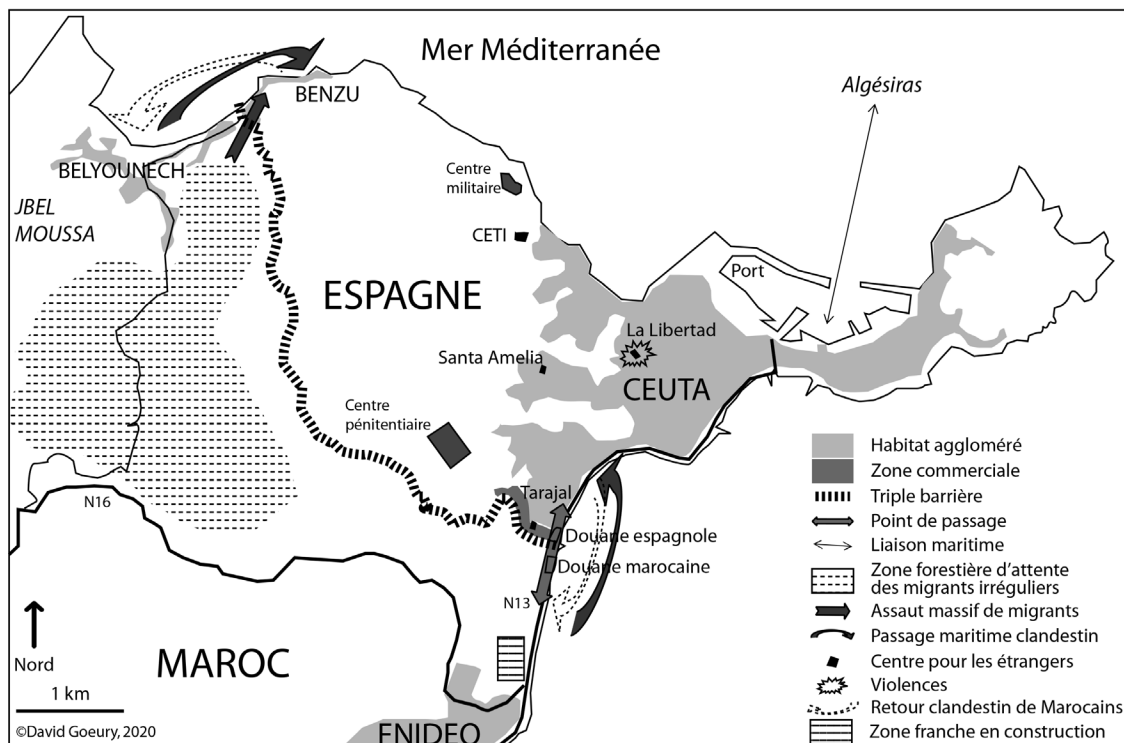 Mer Méditerranée
Algésiras
BENZU
BELYOUNECH
Centre
militaire
JBEL
MOUSSA
CETI
Port
ESPAGNE
La Libertad
Santa Amelia
CEUTA
Centre
pénitentiaire
Tarajal
N16
Douane espagnole
Douane marocaine
N13
Nord
MAROC
1 km
©David Goeury, 2020
FNIDEQ
Habitat aggloméré
Zone commerciale
Triple barrière
Point de passage
Liaison maritime
Zone forestière d'attente
des migrants irréguliers
Assaut massif de migrants
Passage maritime clandestin
Centre pour les étrangers
Violences
Retour clandestin de Marocains
Zone franche en construction